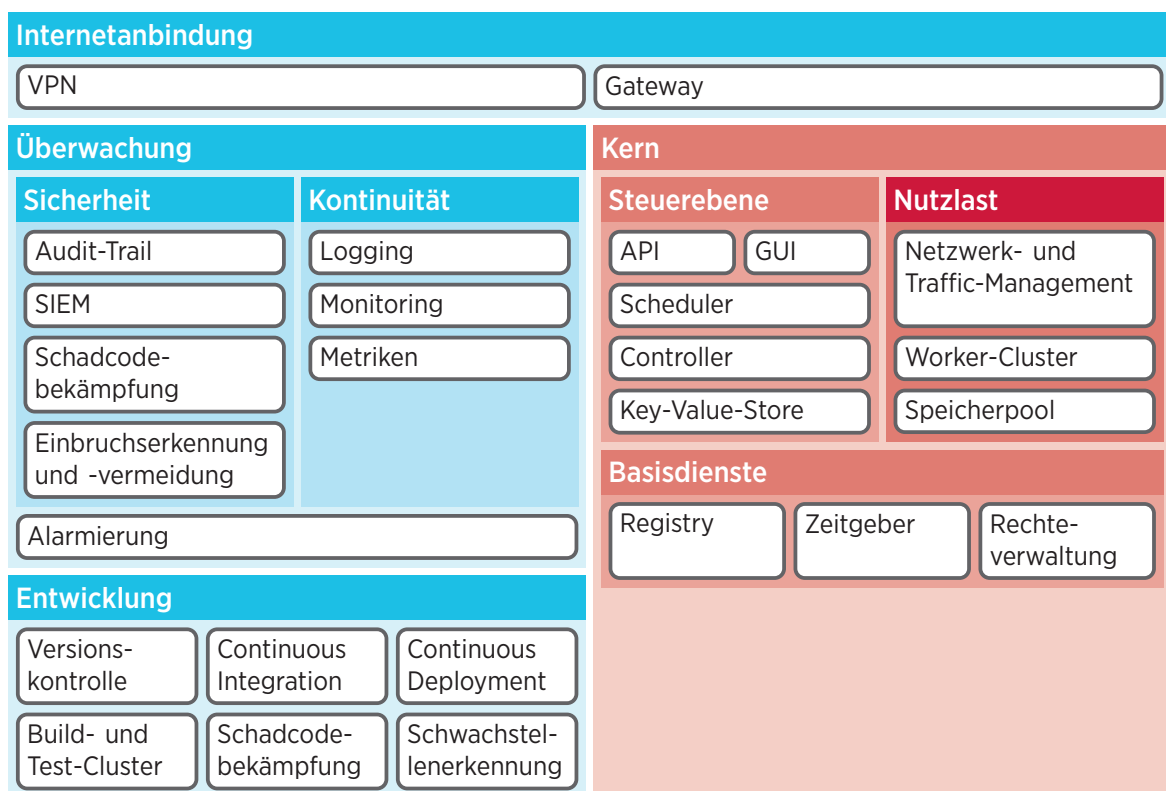 Internetanbindung
VPN
Gateway
Überwachung
Sicherheit
Audit-Trail
SIEM
Schadcode-
bekämpfung
Einbruchserkennung
und -vermeidung
Kontinuität
Logging
Monitoring
Metriken
Alarmierung
Entwicklung
Versions-
kontrolle
Continuous
Integration
Continuous
Deployment
Build- und
Test-Cluster
Schadcode-
bekämpfung
Schwachstel-
lenerkennung
Kern
Steuerebene
API
GUI
Scheduler
Controller
Key-Value-Store
Nutzlast
Netzwerk- und
Traffic-Management
Worker-Cluster
Speicherpool
Basisdienste
Registry
Zeitgeber
Rechte-
verwaltung